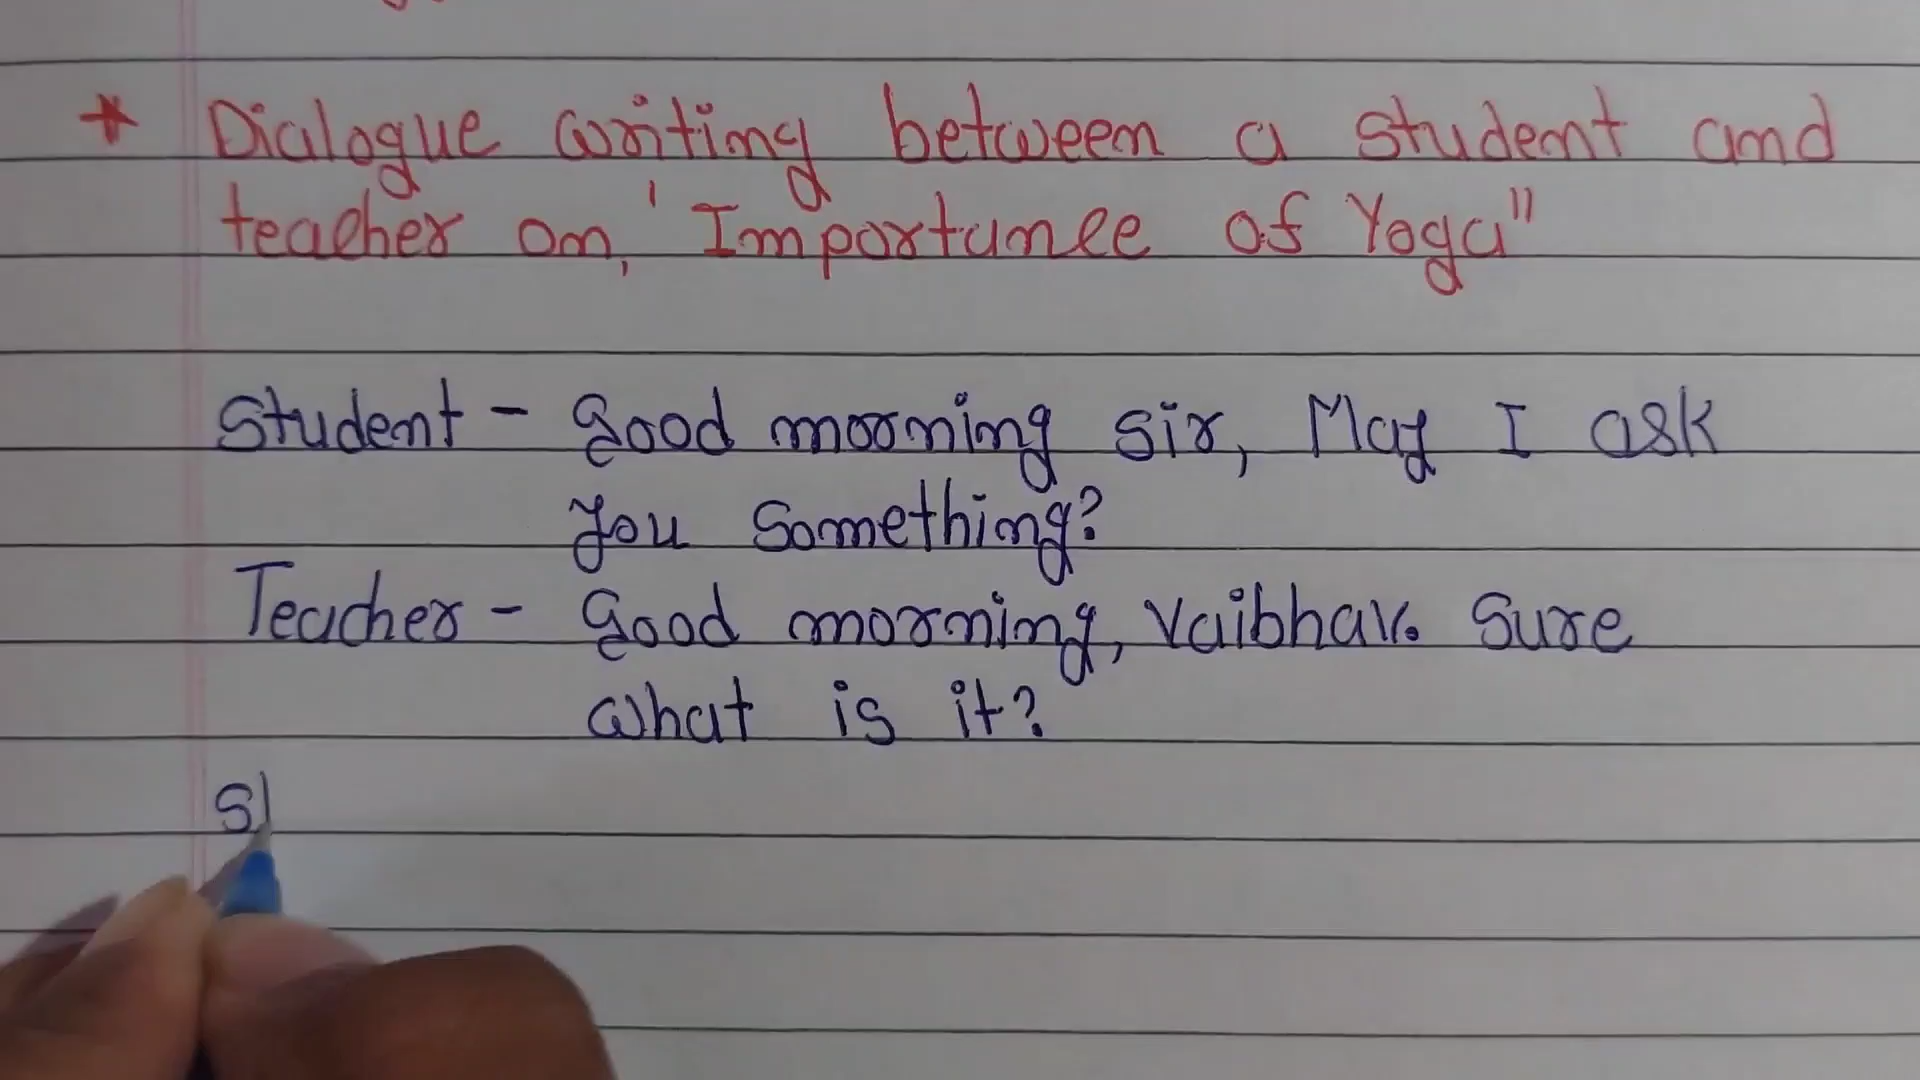 * Dialogue writing between a student and
teacher on, 'Importance of Yoga"
Student - Good morning sir, May I ask
you something?
Teacher - Good morning, Vaibhav. Sure
what is it?
St